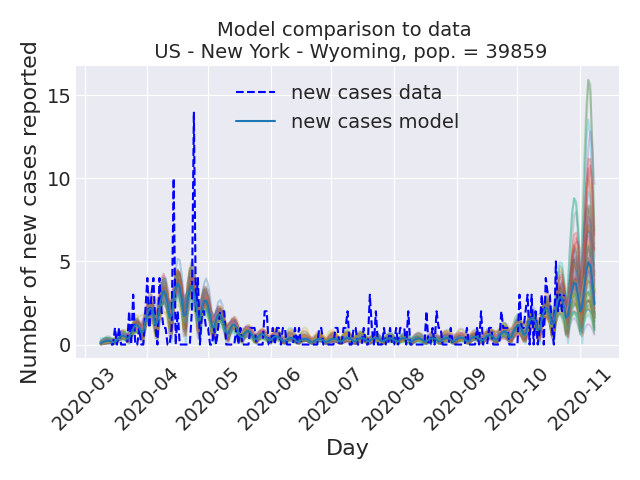 Model comparison to data
US - New York - Wyoming, pop. = 39859
Number of new cases reported
15
10
5
0
new cases data
new cases model
2020-03
2020-04
2020-05
2020-06
2020-07
2020-08
2020-09
2020-10
2020-11
Day